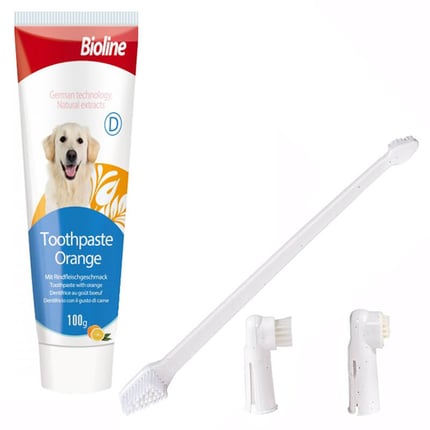 Bioline
German technology,
Natural extracts
D
Toothpaste
Orange
Mit Rindfleischgeschmack
Toothpaste with orange
Dentifrice au goût boeuf
Dentifricio con il gusto di carne
100g